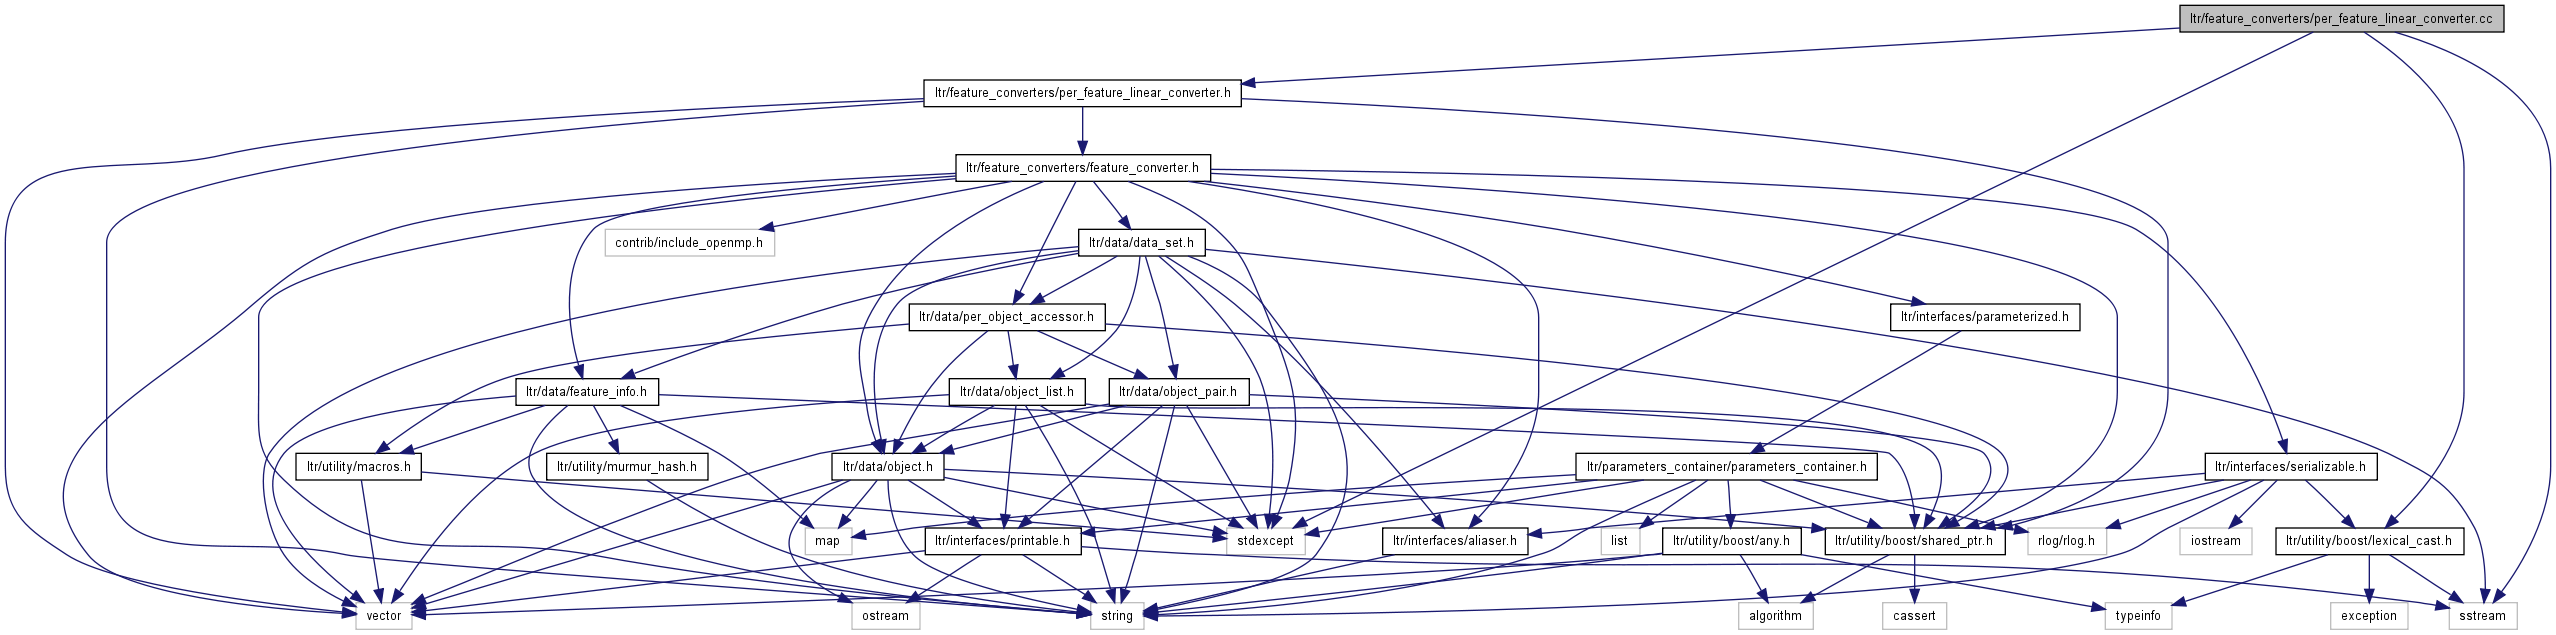 ltr/feature_converters/per_feature_linear_converter.cc
ltr/feature_converters/per_feature_linear_converter.h
ltr/feature_converters/feature_converter.h
contrib/include_openmp.h
ltr/data/data_set.h
ltr/data/per_object_accessor.h
ltr/interfaces/parameterized.h
ltr/data/feature_info.h
ltr/data/object_list.h
ltr/data/object_pair.h
ltr/utility/macros.h
ltr/utility/murmur_hash.h
ltr/data/object.h
ltr/parameters_container/parameters_container.h
ltr/interfaces/serializable.h
map
ltr/interfaces/printable.h
stdexcept
ltr/interfaces/aliaser.h
list
ltr/utility/boost/any.h
ltr/utility/boost/shared_ptr.h
rlog/rlog.h
iostream
ltr/utility/boost/lexical_cast.h
vector
ostream
string
algorithm
cassert
typeinfo
exception
sstream